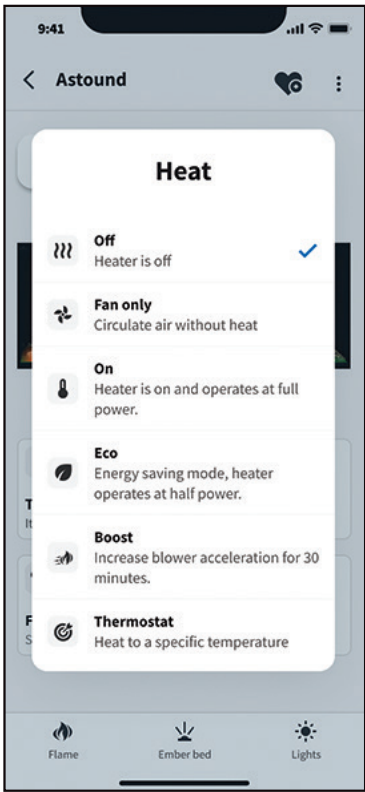 9:41
Astound
Heat
Off
Heater is off
Fan only
Circulate air without heat
On
Heater is on and operates at full
power.
Eco
Energy saving mode, heater
operates at half power.
Boost
Increase blower acceleration for 30
minutes.
Thermostat
Heat to a specific temperature
T
It
F
S
Flame
Ember bed
Lights